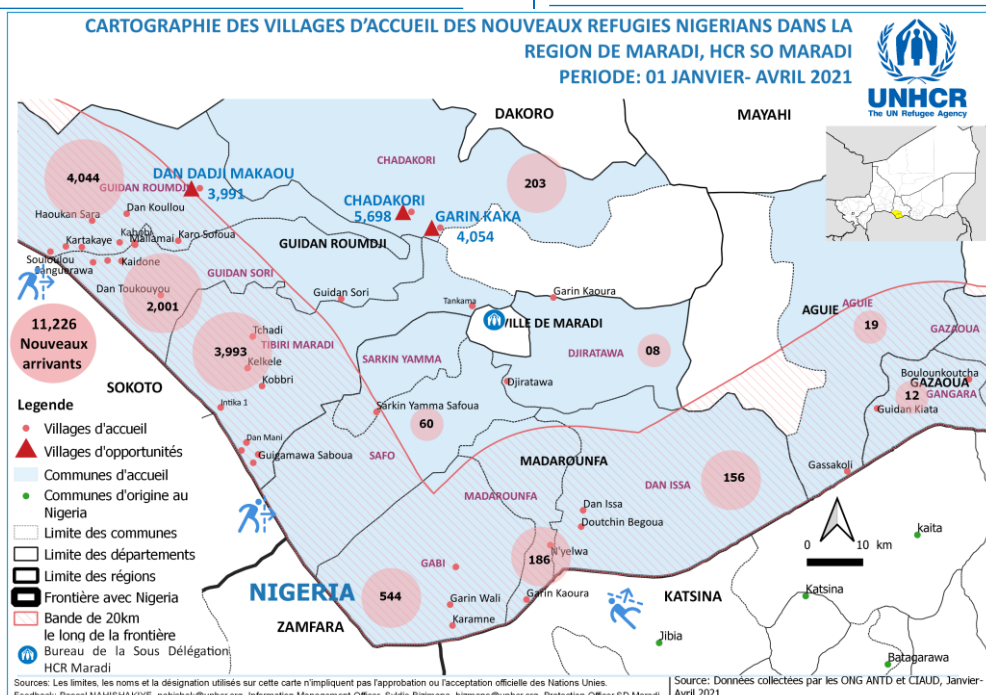 CARTOGRAPHIE DES VILLAGES D'ACCUEIL DES NOUVEAUX REFUGIES NIGERIANS DANS LA
REGION DE MARADI, HCR SO MARADI
PERIODE: 01 JANVIER- AVRIL 2021
UNHCR
The UN Refugee Agency
DAKORO
MAYAHI
CHADAKORI
203
4,044
GUIDAN ROUMDJI
DAN DADJI MAKAOU
3,991
CHADAKORI
5,698
GARIN KAKA
4,054
Dan Koullou
Haoukan Sara
Kartakaye
Mallamai
Karo Sofoua
GUIDAN ROUMDJI
Souloulou
Kaidone
GUIDAN SORI
Dan Toukouyou
2,001
Guidan Sori
Tankama
Garin Kaoura
11,226
Nouveaux
arrivants
VILLE DE MARADI
AGUIE
AGUIE
19
GAZAOUA
Tchadi
TIBIRI MARADI
3,993
Kelkele
Kobbri
SARKIN YAMMA
DJIRATAWA
08
Djiratawa
Boulounkoutcha
GAZAOUA
12
GANGARA
Guidan Kiata
SOKOTO
Intika 1
Sarkin Yamma Safoua
60
Dan Mani
Guigamawa Saboua
SAFO
MADAROUNFA
MADAROUNFA
DAN ISSA
156
Gassakoli
Dan Issa
Doutchin Begoua
N'yelwa
186
GABI
NIGERIA
544
Garin Wali
Garin Kaoura
Karamne
ZAMFARA
KATSINA
0 10 km
kaita
Katsina
Jibia
Batagarawa
Legende
Villages d'accueil
Villages d'opportunités
Communes d'accueil
Communes d'origine au
Nigeria
Limite des communes
Limite des départements
Limite des régions
Frontière avec Nigeria
Bande de 20km
le long de la frontière
Bureau de la Sous Délégation
HCR Maradi
Sources: Les limites, les noms et la désignation utilisés sur cette carte n'impliquent pas l'approbation ou l'acceptation officielle des Nations Unies.
Source: Données collectées par les ONG ANTD et CIAUD, Janvier-
Avril 2021